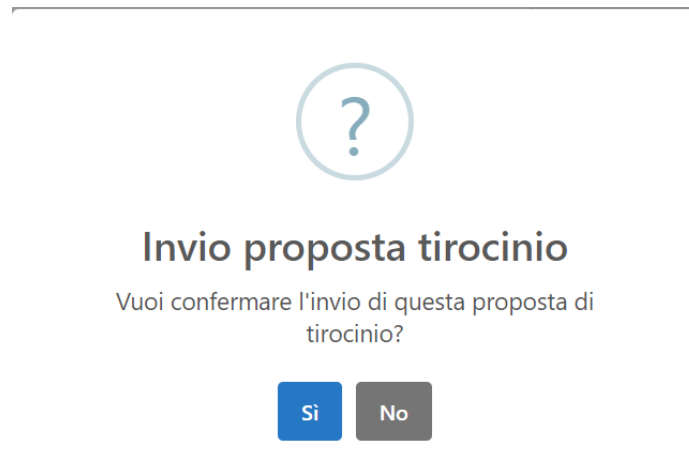 ?
Invio proposta tirocinio
Vuoi confermare l'invio di questa proposta di
tirocinio?
Sì No